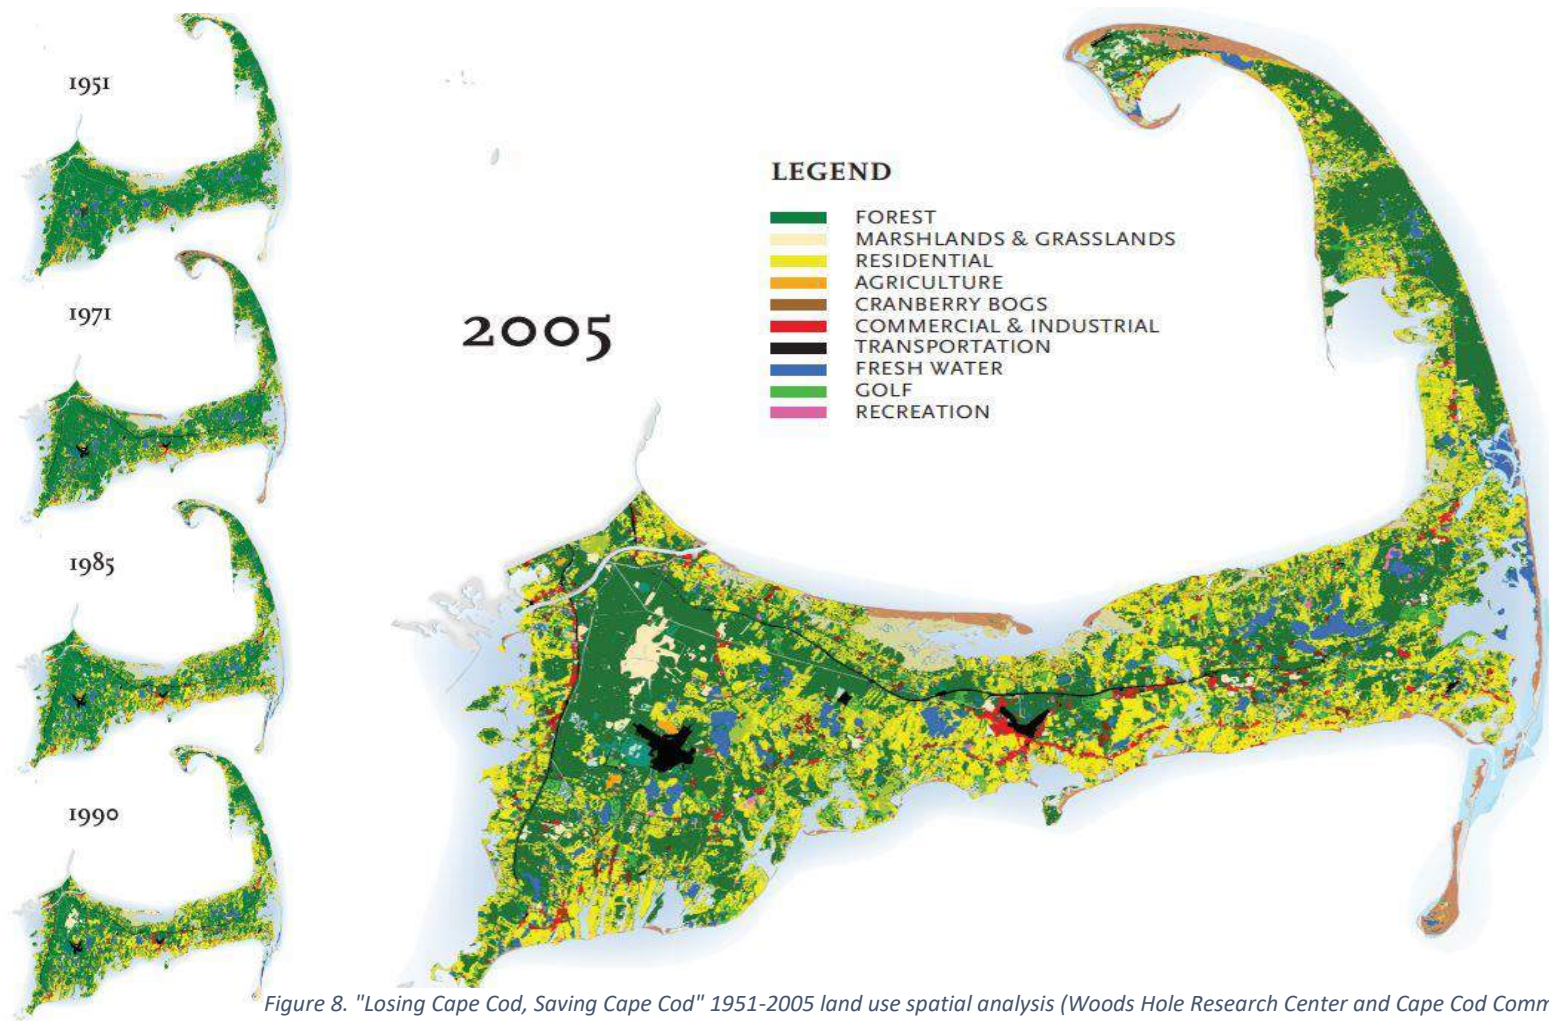 1951
1971
1985
1990
2005
LEGEND
FOREST
MARSHLANDS & GRASSLANDS
RESIDENTIAL
AGRICULTURE
CRANBERRY BOGS
COMMERCIAL & INDUSTRIAL
TRANSPORTATION
FRESH WATER
GOLF
RECREATION
Figure 8. "Losing Cape Cod, Saving Cape Cod" 1951-2005 land use spatial analysis (Woods Hole Research Center and Cape Cod Comm